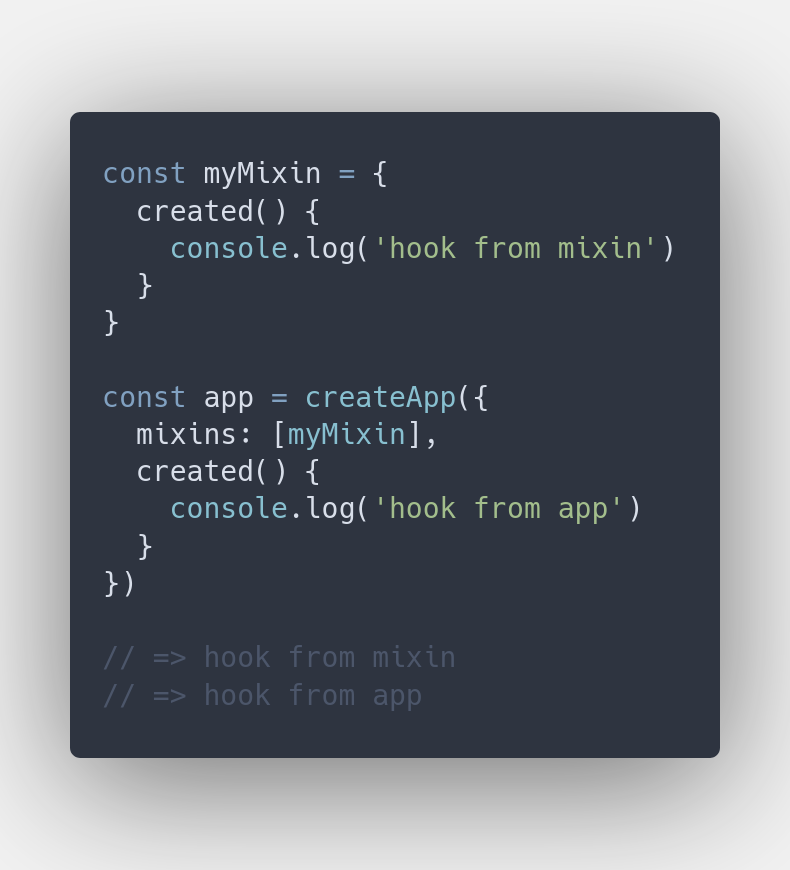 const myMixin = {
  created() {
    console.log('hook from mixin')
  }
}

const app = createApp({
  mixins: [myMixin],
  created() {
    console.log('hook from app')
  }
})

// => hook from mixin
// => hook from app